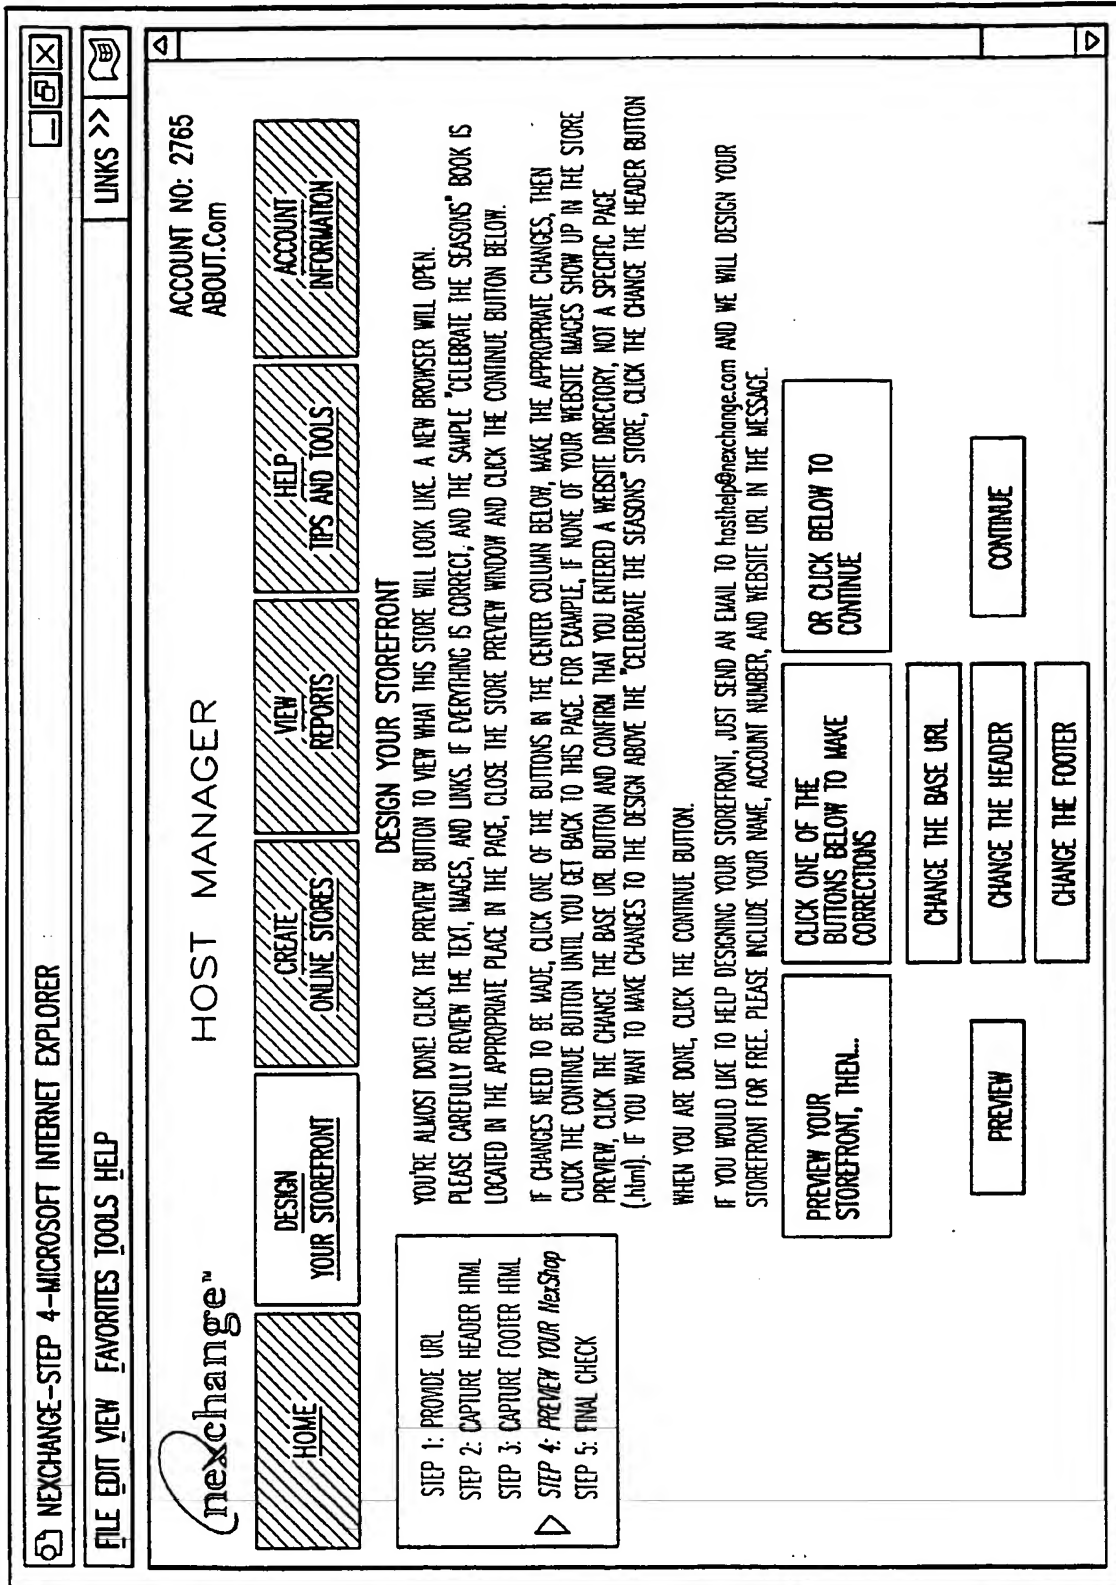 NEXCHANGE-STEP 4-MICROSOFT INTERNET EXPLORER
FILE EDIT VIEW FAVORITES TOOLS HELP
LINKS >>
nexchange™
HOST MANAGER
ACCOUNT NO: 2765
ABOUT.Com
HOME
DESIGN
YOUR STOREFRONT
CREATE
ONLINE STORES
VIEW
REPORTS
HELP
TIPS AND TOOLS
ACCOUNT
INFORMATION
STEP 1: PROVIDE URL
STEP 2: CAPTURE HEADER HTML
STEP 3: CAPTURE FOOTER HTML
STEP 4: PREVIEW YOUR NexShop
STEP 5: FINAL CHECK
DESIGN YOUR STOREFRONT
YOU'RE ALMOST DONE! CLICK THE PREVIEW BUTTON TO VIEW WHAT THIS STORE WILL LOOK LIKE. A NEW BROWSER WILL OPEN.
PLEASE CAREFULLY REVIEW THE TEXT, IMAGES, AND LINKS. IF EVERYTHING IS CORRECT, AND THE SAMPLE "CELEBRATE THE SEASONS" BOOK IS
LOCATED IN THE APPROPRIATE PLACE IN THE PAGE, CLOSE THE STORE PREVIEW WINDOW AND CLICK THE CONTINUE BUTTON BELOW.
IF CHANGES NEED TO BE MADE, CLICK ONE OF THE BUTTONS IN THE CENTER COLUMN BELOW, MAKE THE APPROPRIATE CHANGES, THEN
CLICK THE CONTINUE BUTTON UNTIL YOU GET BACK TO THIS PAGE. FOR EXAMPLE, IF NONE OF YOUR WEBSITE IMAGES SHOW UP IN THE STORE
PREVIEW, CLICK THE CHANGE THE BASE URL BUTTON AND CONFIRM THAT YOU ENTERED A WEBSITE DIRECTORY, NOT A SPECIFIC PAGE
(.html). IF YOU WANT TO MAKE CHANGES TO THE DESIGN ABOVE THE "CELEBRATE THE SEASONS" STORE, CLICK THE CHANGE THE HEADER BUTTON
WHEN YOU ARE DONE, CLICK THE CONTINUE BUTTON.
IF YOU WOULD LIKE TO HELP DESIGNING YOUR STOREFRONT, JUST SEND AN EMAIL TO hosthelp@nexchange.com AND WE WILL DESIGN YOUR
STOREFRONT FOR FREE. PLEASE INCLUDE YOUR NAME, ACCOUNT NUMBER, AND WEBSITE URL IN THE MESSAGE.
PREVIEW YOUR
STOREFRONT, THEN...
CLICK ONE OF THE
BUTTONS BELOW TO MAKE
CORRECTIONS
OR CLICK BELOW TO
CONTINUE
PREVIEW
CHANGE THE BASE URL
CHANGE THE HEADER
CHANGE THE FOOTER
CONTINUE